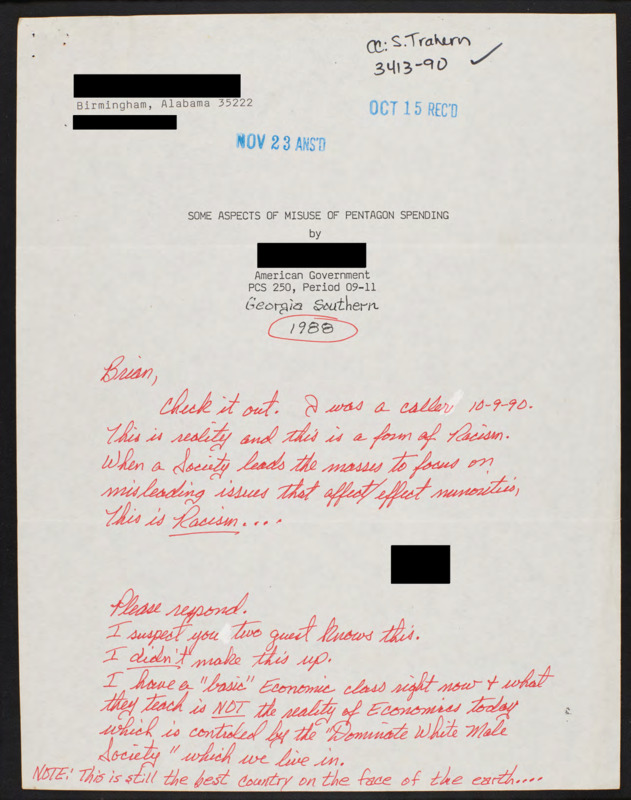 cc: S. Trahern
3413-90
Birmingham, Alabama 35222
OCT 15 REC'D
NOV 23 ANS'D
SOME ASPECTS OF MISUSE OF PENTAGON SPENDING
by
American Government
PCS 250, Period 09-11
Georgia Southern
1988
Brian,
Check it out. I was a caller 10-9-90.
This is reality and this is a form of Racism.
When a Society leads the masses to focus on
misleading issues that affect/effect minorities,
This is Racism....
Please respond.
I suspect you two guest knows this.
I didn't make this up.
I have a "basic" Economic class right now & what
they teach is NOT the reality of Economics today
which is controled by the "Dominate White Male
Society" which we live in.
NOTE: This is still the best country on the face of the earth....